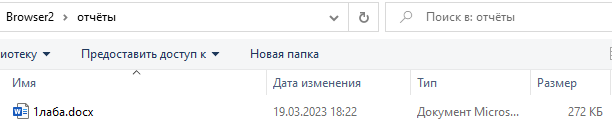 Browser2 › отчёты
Поиск в: отчёты
лиотеку Предоставить доступ к Новая папка
Имя Дата изменения Тип Размер
1лаба.docx 19.03.2023 18:22 Документ Micros... 272 КБ